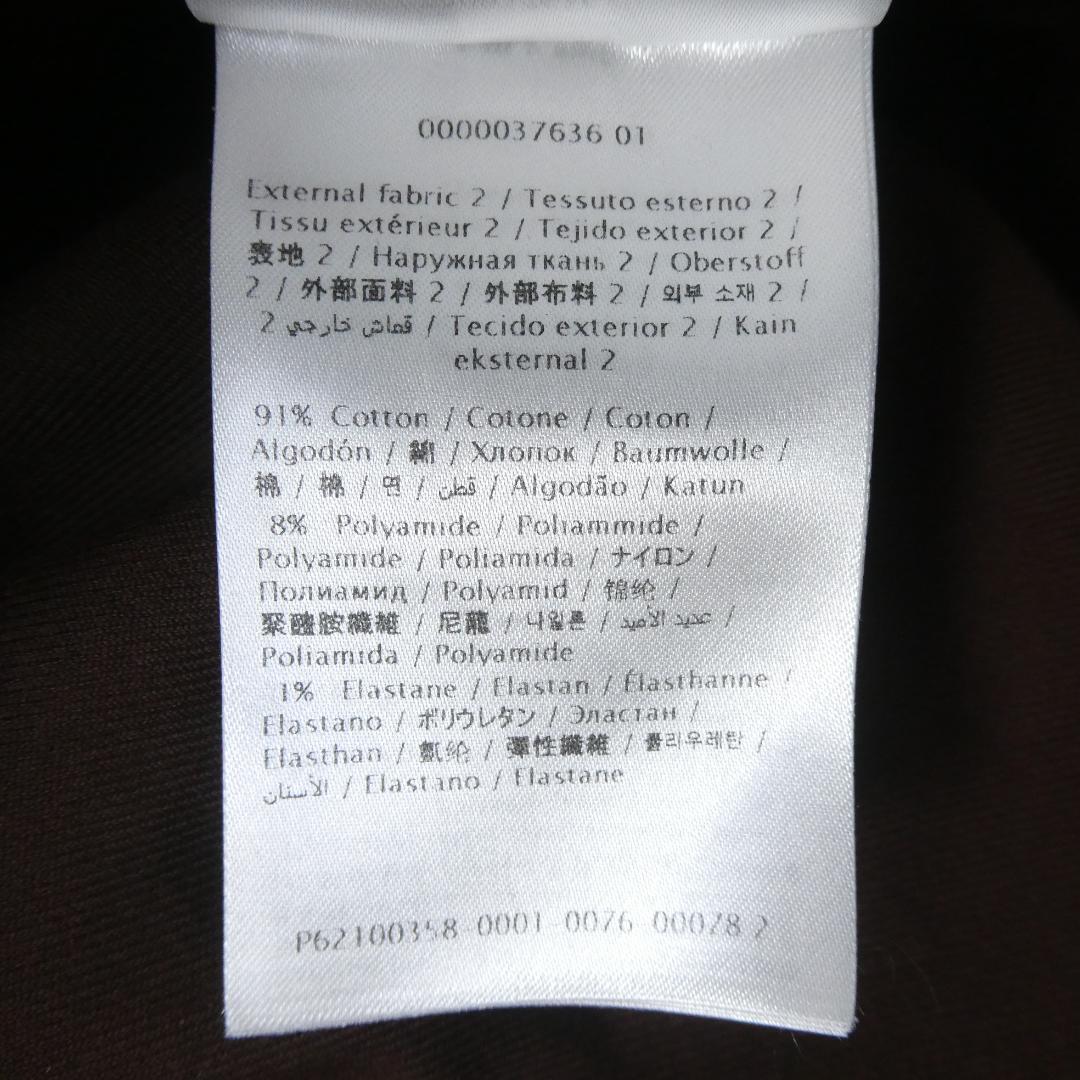 0000037636 01
External fabric 2 / Tessuto esterno 2 /
Tissu extérieur 2 / Tejido exterior 2 /
表地 2 / Наружная ткань 2 / Oberstoff
2 / 外部面料 2 / 外部布料 2 / 외부 소재 2 /
قماش خارجي 2 / Tecido exterior 2 / Kain
eksternal 2
91% Cotton / Cotone / Coton /
Algodón / 綿 / Хлопок / Baumwolle /
棉 / 棉 / 면 / قطن / Algodão / Katun
8% Polyamide / Poliammide /
Polyamide / Poliamida / ナイロン /
Полиамид / Polyamid / 锦纶 /
聚醯胺纖維 / 尼龍 / 나일론 / عديد الأميد /
Poliamida / Polyamide
1% Elastane / Elastan / Élasthanne /
Elastano / ポリウレタン / Эластан /
Elasthan / 氨纶 / 彈性纖維 / 폴리우레탄 /
الأستان / Elastano / Elastane
P62100358-0001-0076